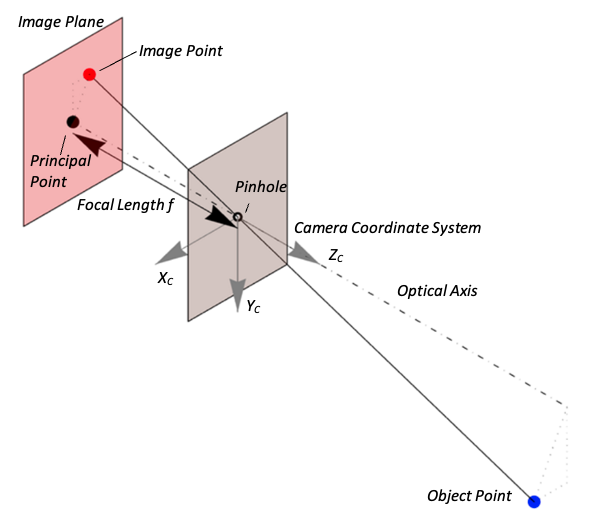 Image Plane
Image Point
Principal
Point
Focal Length f
Pinhole
Camera Coordinate System
X_C
Y_C
Z_C
Optical Axis
Object Point